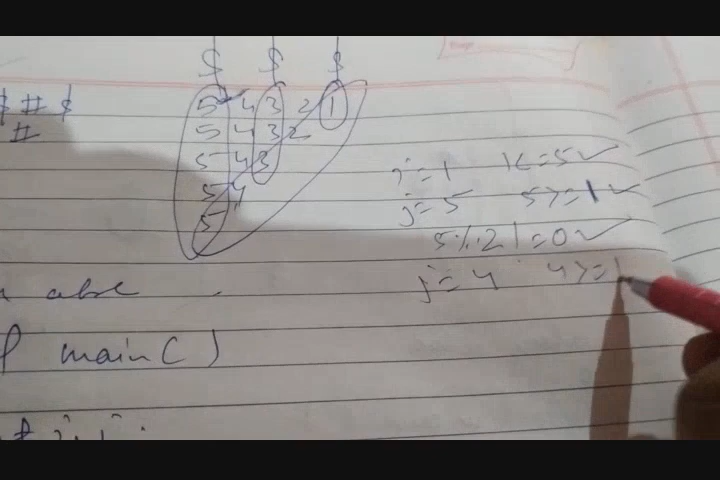 $ $ $
$ # $
#
5 4 3 2 1
5 4 3 2
5 4 3
5 4
5
i=1 1<=5 ✓
j=5 5>=1 ✓
5%2!=0 ✓
j=4 4>=1
main()